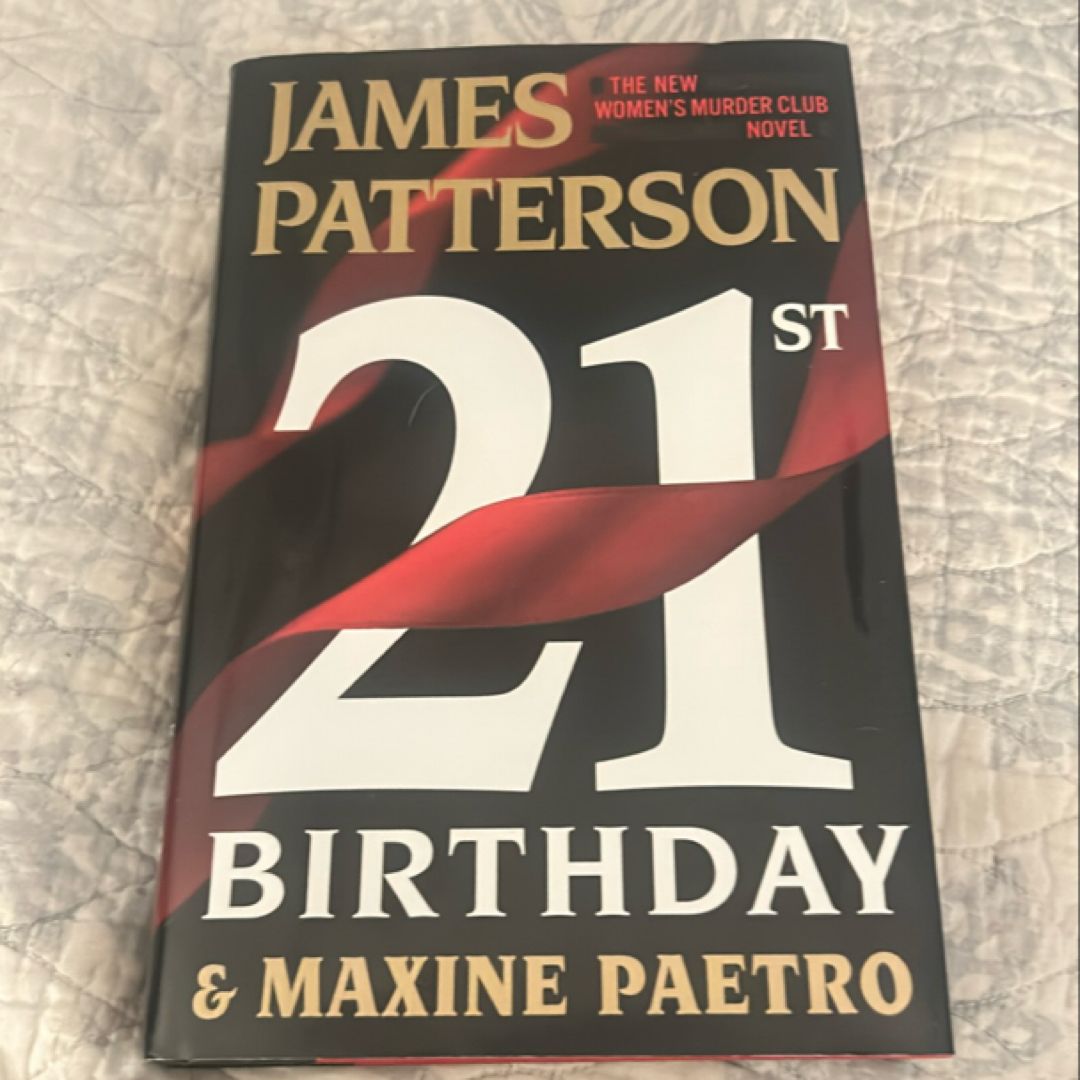 JAMES
THE NEW
WOMEN'S MURDER CLUB
NOVEL
PATTERSON
21ST
BIRTHDAY
& MAXINE PAETRO